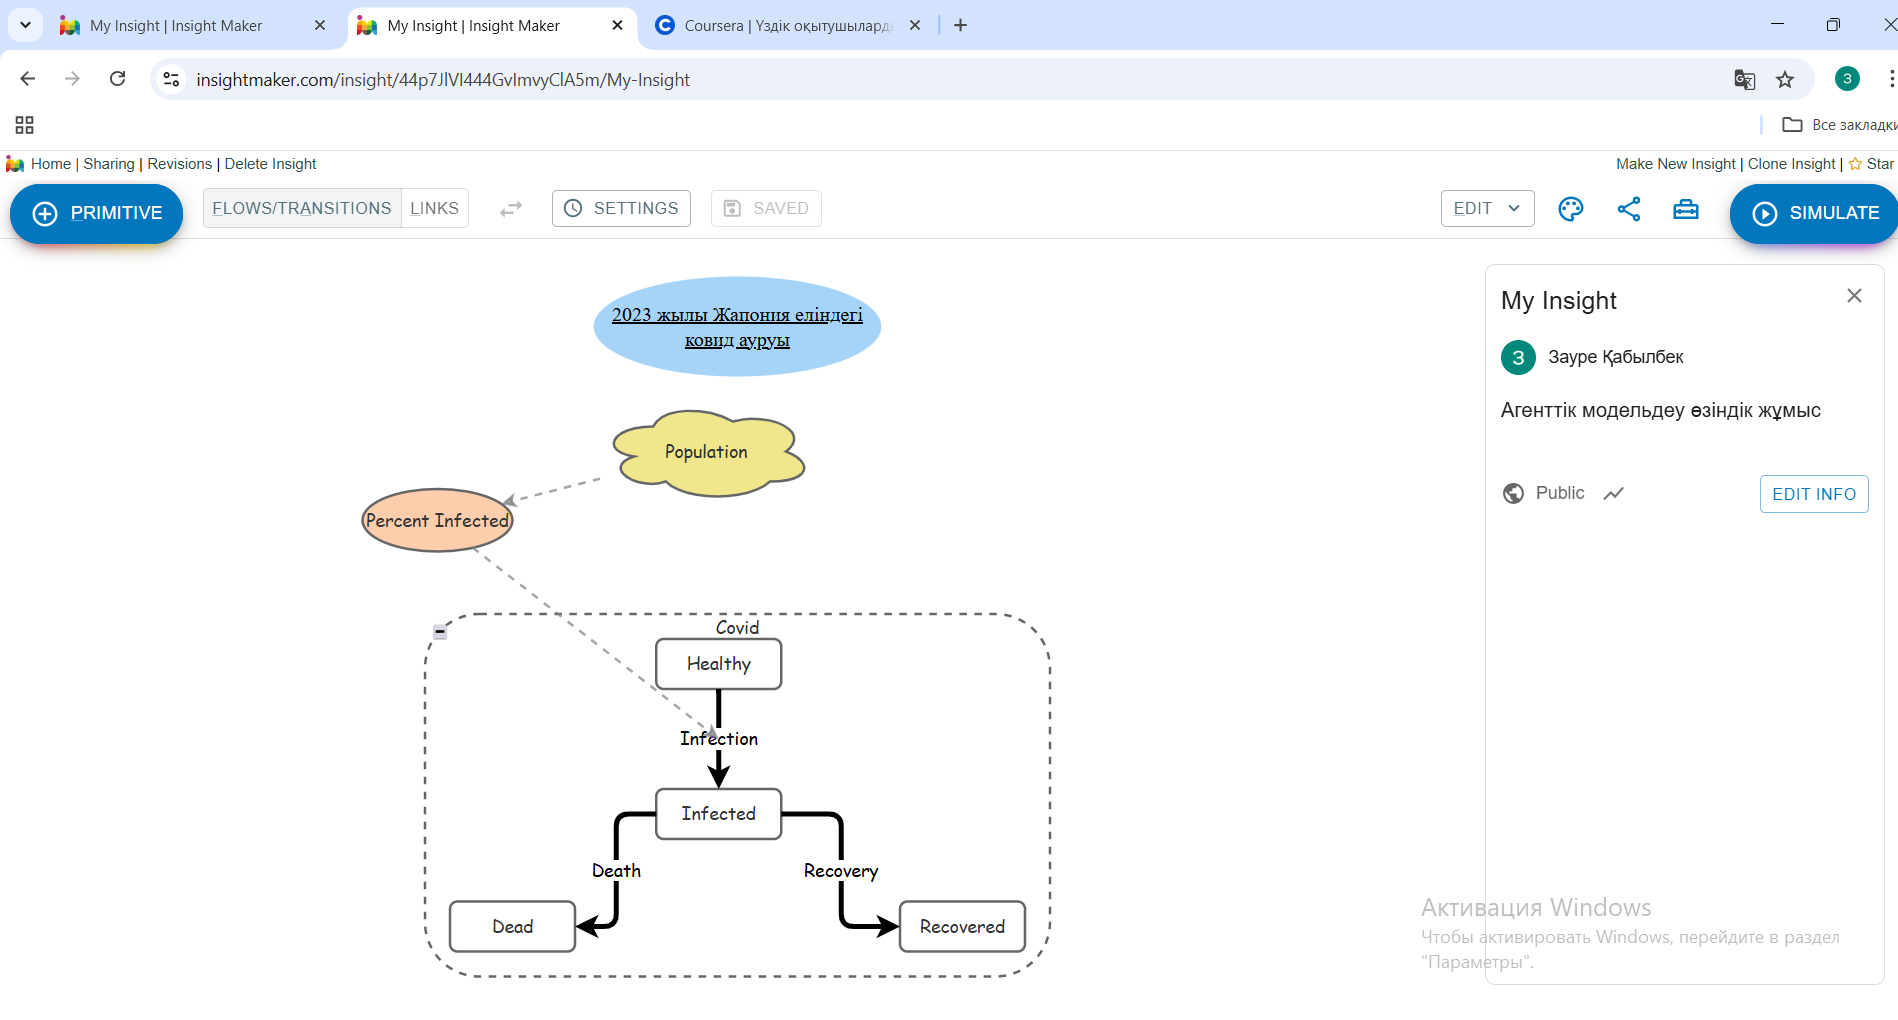 My Insight | Insight Maker
My Insight | Insight Maker
Coursera | Үздік оқытушылард
insightmaker.com/insight/44p7JlVI444GvImvyClA5m/My-Insight
З
Все закладки
Home | Sharing | Revisions | Delete Insight
Make New Insight | Clone Insight | Star
PRIMITIVE
FLOWS/TRANSITIONS
LINKS
SETTINGS
SAVED
EDIT
SIMULATE
2023 жылы Жапония еліндегі
ковид ауруы
Population
Percent Infected
Covid
Healthy
Infection
Infected
Death
Recovery
Dead
Recovered
My Insight
З
Зауре Қабылбек
Агенттік модельдеу өзіндік жұмыс
Public
EDIT INFO
Активация Windows
Чтобы активировать Windows, перейдите в раздел
"Параметры".